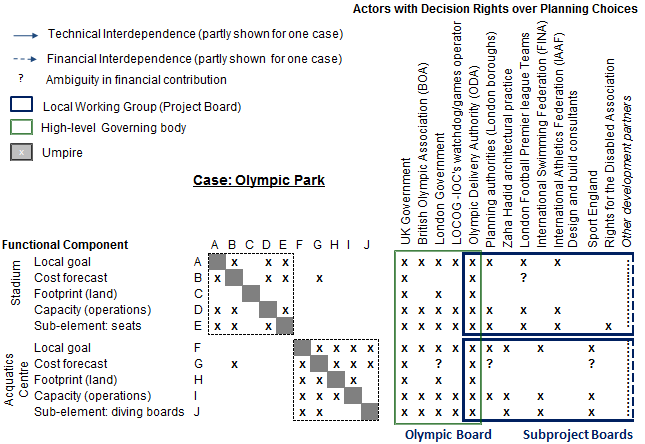 Actors with Decision Rights over Planning Choices
Technical Interdependence (partly shown for one case)
Financial Interdependence (partly shown for one case)
? Ambiguity in financial contribution
Local Working Group (Project Board)
High-level Governing body
x Umpire
Case: Olympic Park
UK Government
British Olympic Association (BOA)
London Government
LOCOG -IOC's watchdog/games operator
Olympic Delivery Authority (ODA)
Planning authorities (London boroughs)
Zaha Hadid architectural practice
London Football Premier league Teams
International Swimming Federation (FINA)
International Athletics Federation (IAAF)
Design and build consultants
Sport England
Rights for the Disabled Association
Other development partners
Functional Component A B C D E F G H I J
Stadium
Local goal A x x x x x x x x x x x
Cost forecast B x x x x x x ?
Footprint (land) C x x x
Capacity (operations) D x x x x x x x x x x x
Sub-element: seats E x x x x x x x x x x x x
Acquatics Centre
Local goal F x x x x x x x x x x x x x
Cost forecast G x x x x x x ? x ? ?
Footprint (land) H x x x x x x
Capacity (operations) I x x x x x x x x x x x x
Sub-element: diving boards J x x x x x x x x x x
Olympic Board Subproject Boards